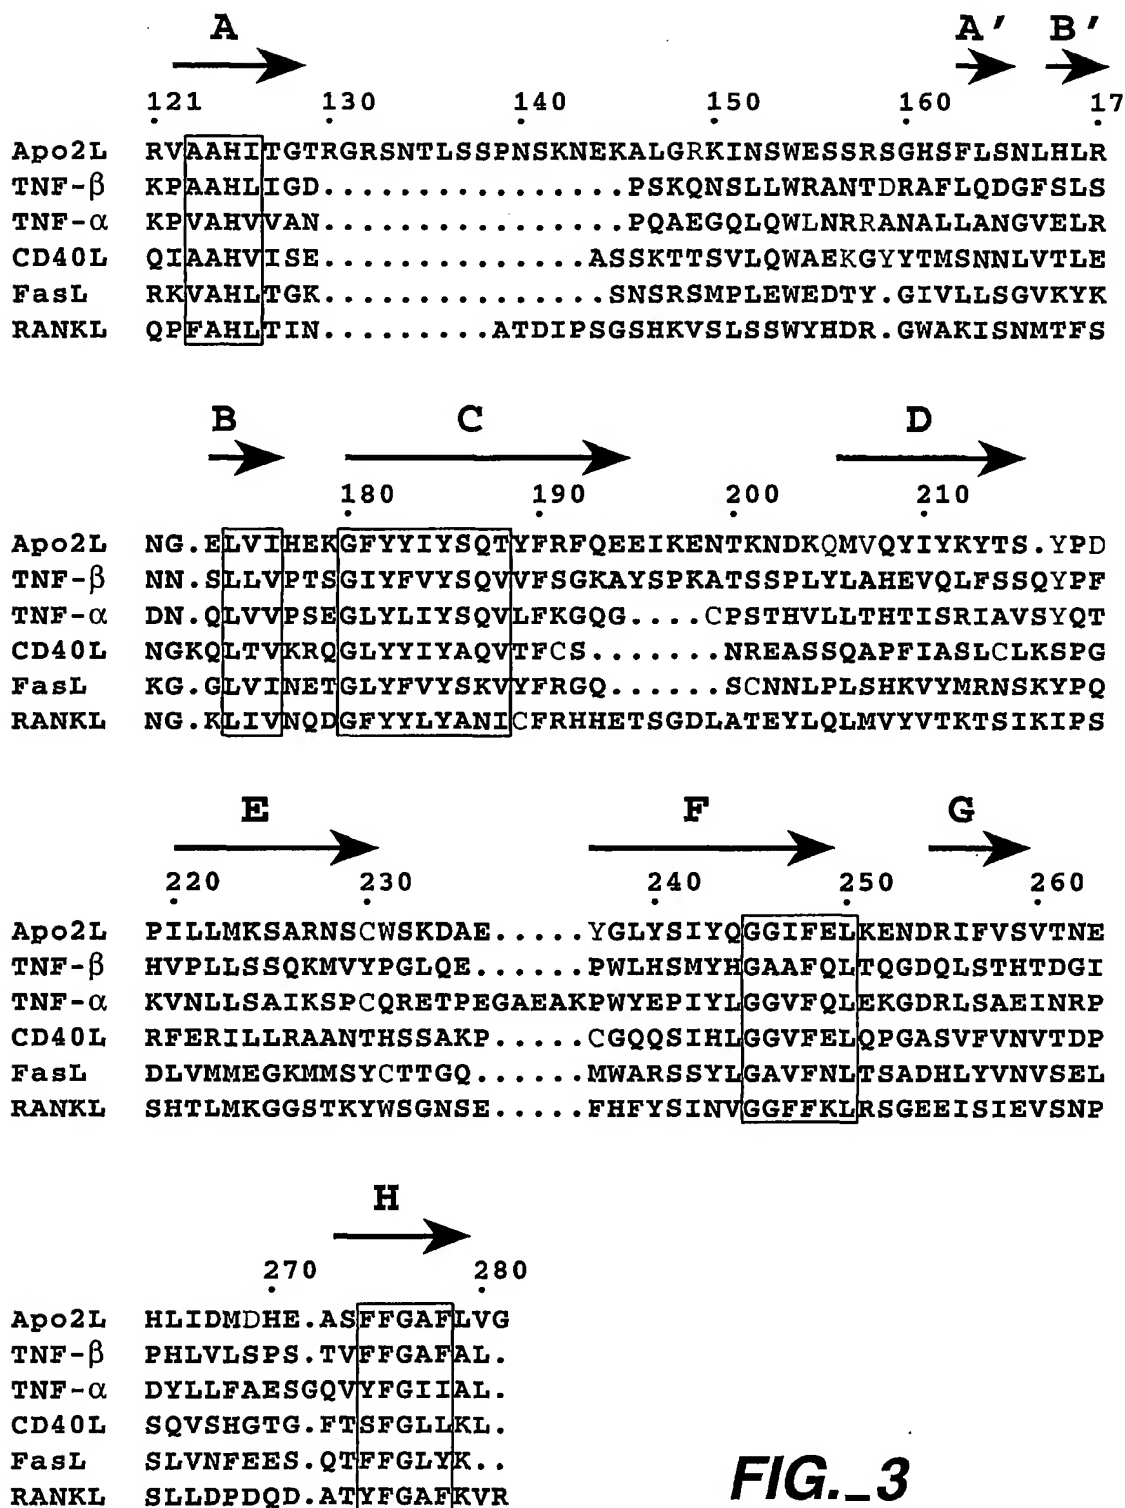 A A' B'
121 130 140 150 160 17
Apo2L RVAAHITGTRGRSNTLSSPNSKNEKALGRKINSWESSRSGHSFLSNLHLR
TNF-β KPAAHLIGD................PSKQNSLLWRANTDRAFLQDGFSLS
TNF-α KPVAHVVAN................PQAEGQLQWLNRRANALLANGVELR
CD40L QIAAHVISE..............ASSKTTSVLQWAEKGYYTMSNNLVTLE
FasL RKVAHLTGK...............SNSRSMPLEWEDTY.GIVLLSGVKYK
RANKL QPFAHLTIN.........ATDIPSGSHKVSLSSWYHDR.GWAKISNMTFS
B C D
180 190 200 210
Apo2L NG.ELVIHEKGFYYIYSQTYFRFQEEIKENTKNDKQMVQYIYKYTS.YPD
TNF-β NN.SLLVPTSGIYFVYSQVVFSGKAYSPKATSSPLYLAHEVQLFSSQYPF
TNF-α DN.QLVVPSEGLYLIYSQVLFKGQG....CPSTHVLLTHTISRIAVSYQT
CD40L NGKQLTVKRQGLYYIYAQVTFCS.......NREASSQAPFIASLCLKSPG
FasL KG.GLVINETGLYFVYSKVYFRGQ......SCNNLPLSHKVYMRNSKYPQ
RANKL NG.KLIVNQDGFYYLYANICFRHHETSGDLATEYLQLMVYVTKTSIKIPS
E F G
220 230 240 250 260
Apo2L PILLMKSARNSCWSKDAE.....YGLYSIYQGGIFELKENDRIFVSVTNE
TNF-β HVPLLSSQKMVYPGLQE......PWLHSMYHGAAFQLTQGDQLSTHTDGI
TNF-α KVNLLSAIKSPCQRETPEGAEAKPWYEPIYLGGVFQLEKGDRLSAEINRP
CD40L RFERILLRAANTHSSAKP.....CGQQSIHLGGVFELQPGASVFVNVTDP
FasL DLVMMEGKMMSYCTTGQ......MWARSSYLGAVFNLTSADHLYVNVSEL
RANKL SHTLMKGGSTKYWSGNSE.....FHFYSINVGGFFKLRSGEEISIEVSNP
H
270 280
Apo2L HLIDMDHE.ASFFGAFLVG
TNF-β PHLVLSPS.TVFFGAFAL.
TNF-α DYLLFAESGQVYFGIIAL.
CD40L SQVSHGTG.FTSFGLLKL.
FasL SLVNFEES.QTFFGLYK..
RANKL SLLDPDQD.ATYFGAFKVR
FIG._3